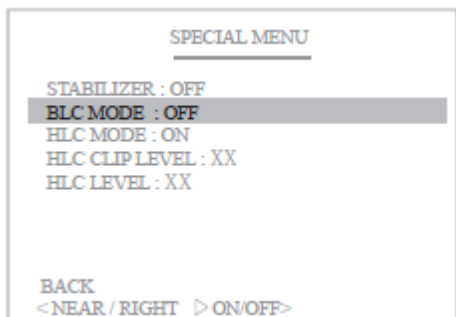 SPECIAL MENU
STABILIZER : OFF
BLC MODE : OFF
HLC MODE : ON
HLC CLIP LEVEL : XX
HLC LEVEL : XX
BACK
< NEAR / RIGHT ▷ ON/OFF>